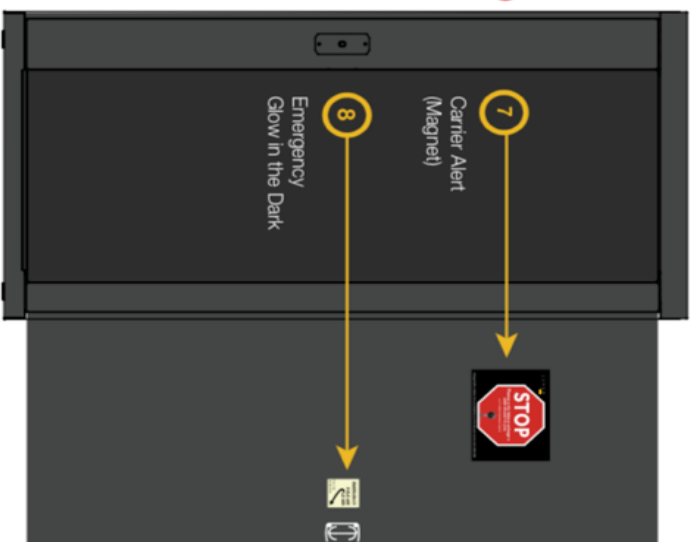 7
Carrier Alert
(Magnet)
STOP
8
Emergency
Glow in the Dark